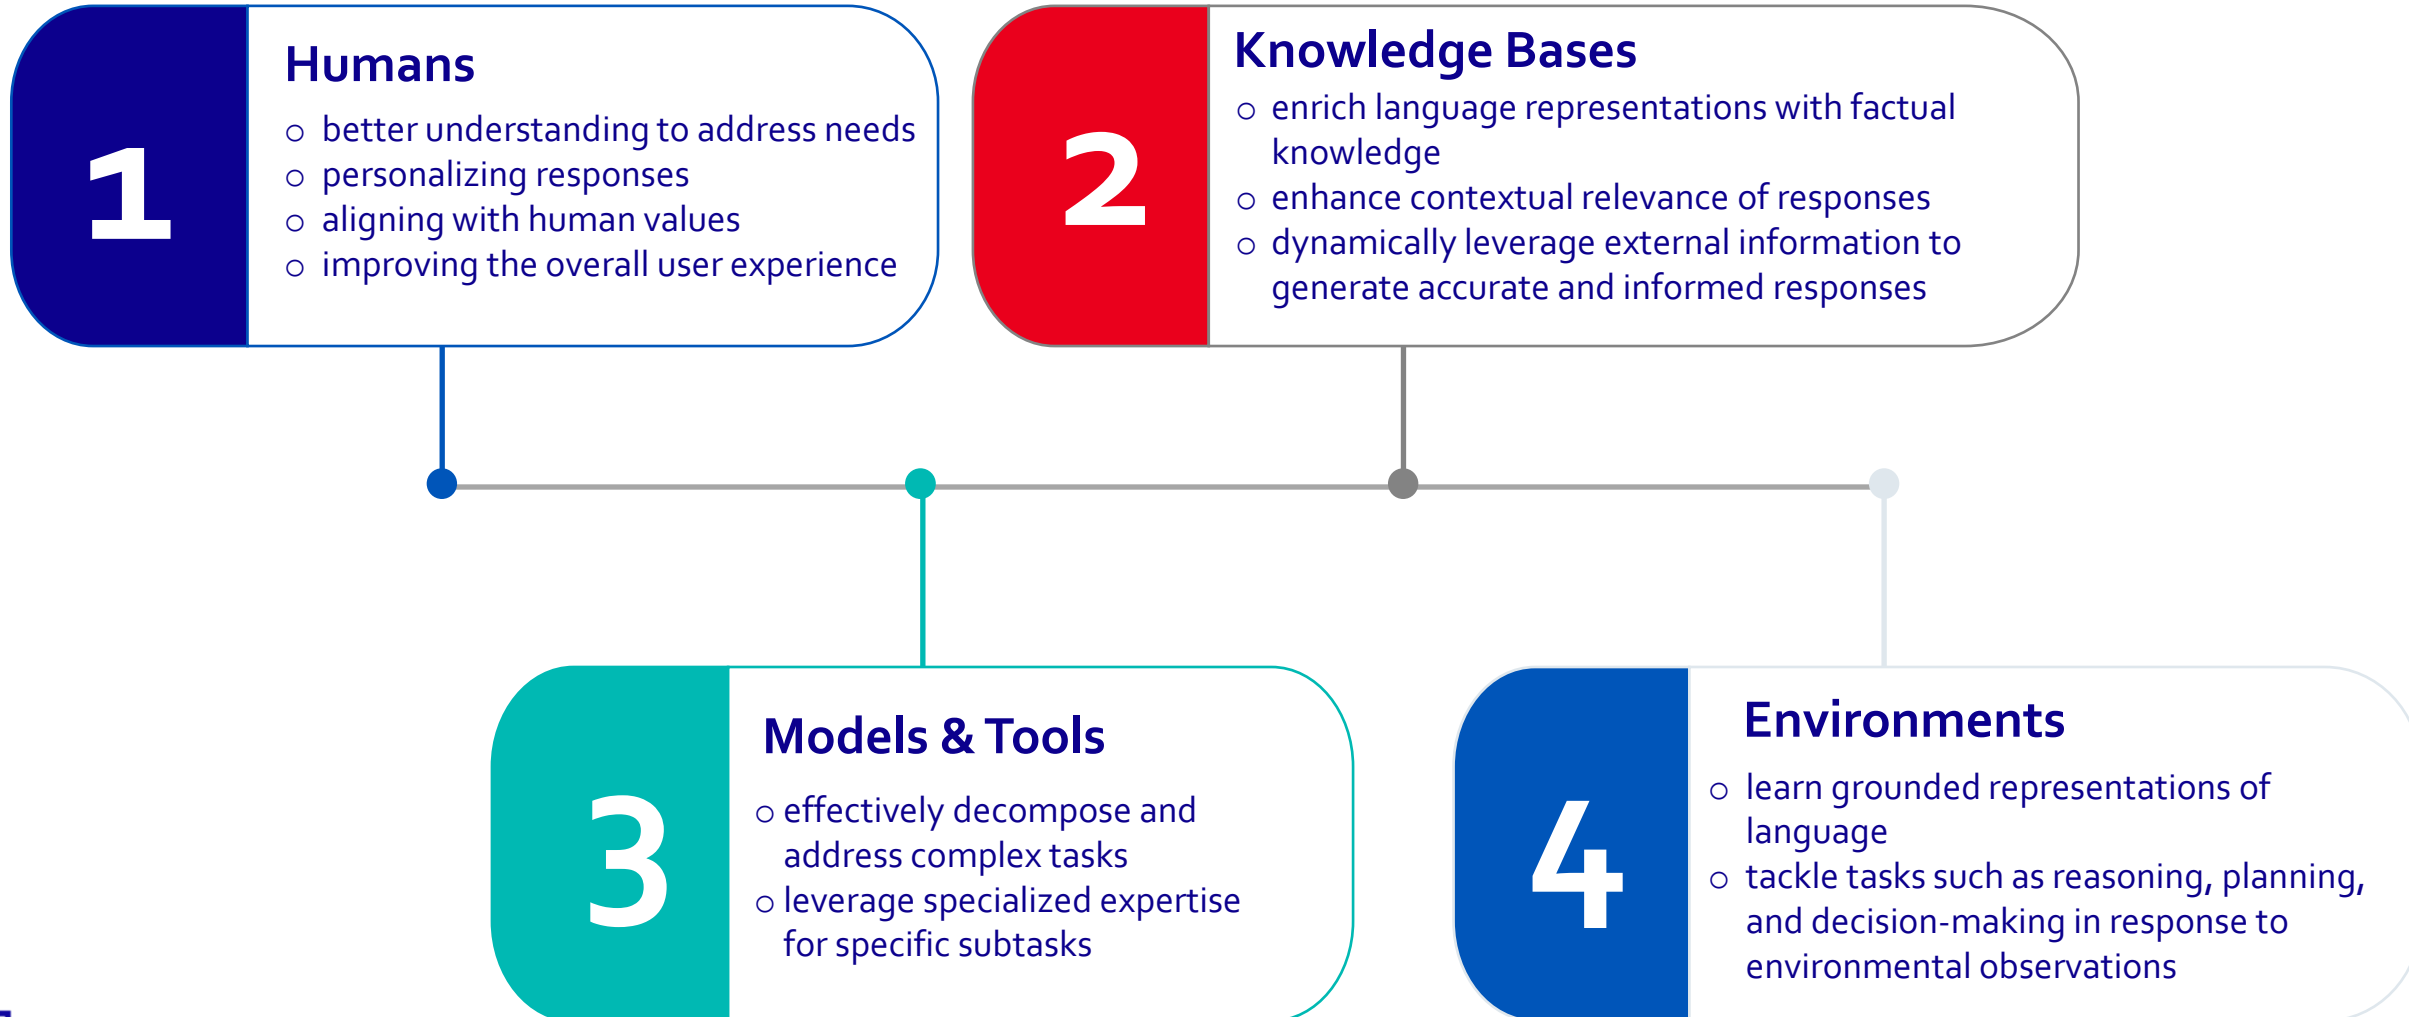 1
Humans
○ better understanding to address needs
○ personalizing responses
○ aligning with human values
○ improving the overall user experience
2
Knowledge Bases
○ enrich language representations with factual
knowledge
○ enhance contextual relevance of responses
○ dynamically leverage external information to
generate accurate and informed responses
3
Models & Tools
○ effectively decompose and
address complex tasks
○ leverage specialized expertise
for specific subtasks
4
Environments
○ learn grounded representations of
language
○ tackle tasks such as reasoning, planning,
and decision-making in response to
environmental observations